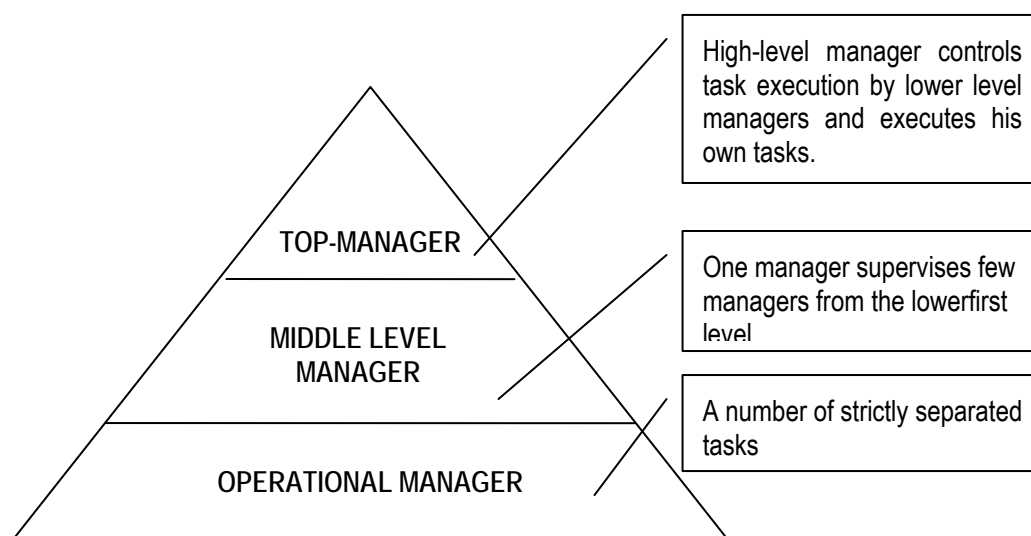 High-level manager controls
task execution by lower level
managers and executes his
own tasks.
TOP-MANAGER
One manager supervises few
managers from the lowerfirst
level
MIDDLE LEVEL
MANAGER
A number of strictly separated
tasks
OPERATIONAL MANAGER